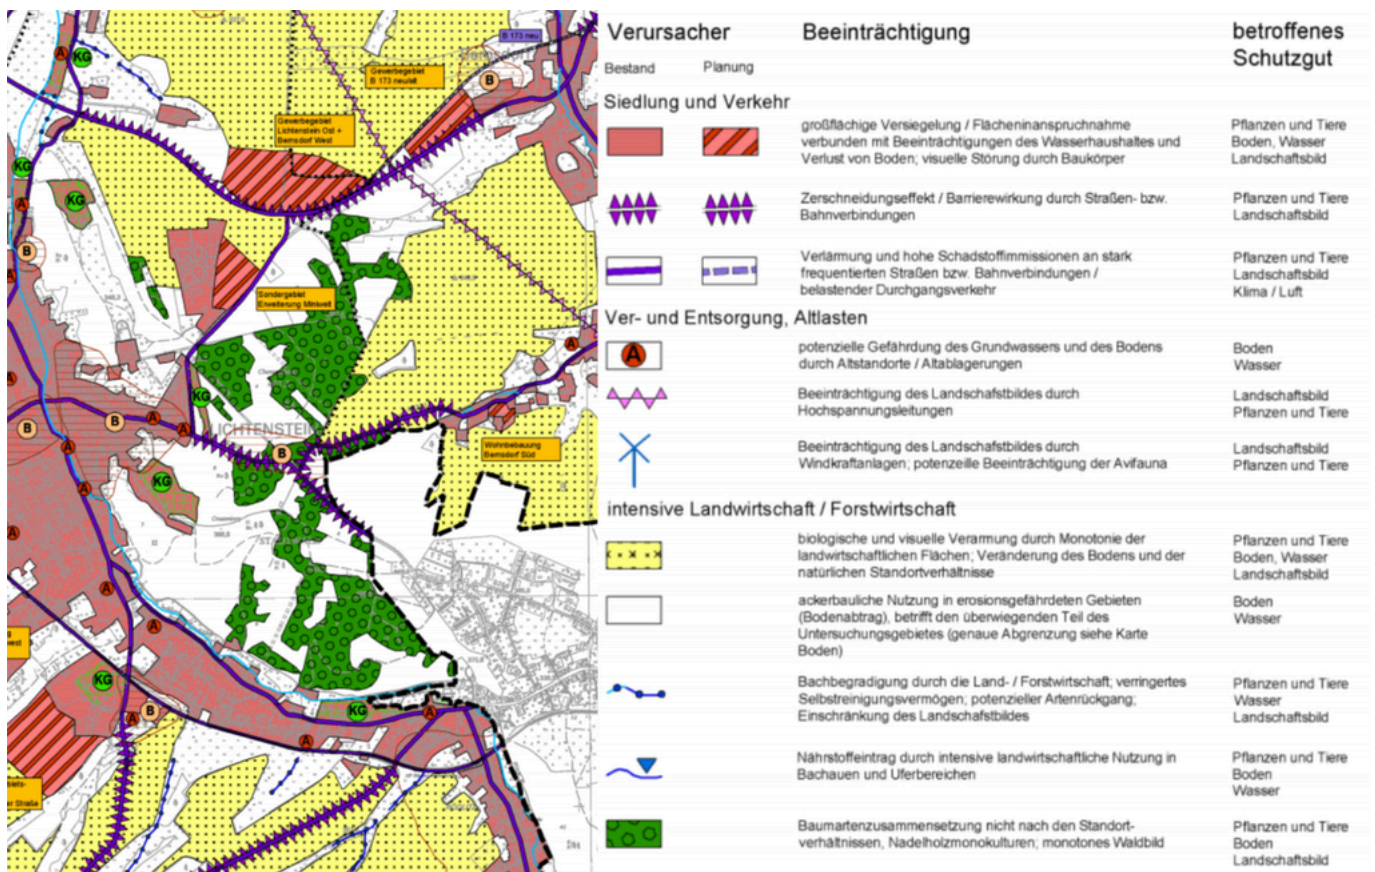 B 173 neu
Gewerbegebiet
B 173 neu/alt
Gewerbegebiet
Lichtenstein Ost +
Bernsdorf West
Sondergebiet
Erweiterung Miniwelt
LICHTENSTEIN
Wohnbebauung
Bernsdorf Süd
A
KG
B
Verursacher
Beeinträchtigung
betroffenes
Schutzgut
Bestand
Planung
Siedlung und Verkehr
großflächige Versiegelung / Flächeninanspruchnahme
verbunden mit Beeinträchtigungen des Wasserhaushaltes und
Verlust von Boden; visuelle Störung durch Baukörper
Pflanzen und Tiere
Boden, Wasser
Landschaftsbild
Zerschneidungseffekt / Barrierewirkung durch Straßen- bzw.
Bahnverbindungen
Pflanzen und Tiere
Landschaftsbild
Verlärmung und hohe Schadstoffimmissionen an stark
frequentierten Straßen bzw. Bahnverbindungen /
belastender Durchgangsverkehr
Pflanzen und Tiere
Landschaftsbild
Klima / Luft
Ver- und Entsorgung, Altlasten
A
potenzielle Gefährdung des Grundwassers und des Bodens
durch Altstandorte / Altablagerungen
Boden
Wasser
Beeinträchtigung des Landschaftbildes durch
Hochspannungsleitungen
Landschaftsbild
Pflanzen und Tiere
Beeinträchtigung des Landschafstbildes durch
Windkraftanlagen; potenzeille Beeinträchtigung der Avifauna
Landschaftsbild
Pflanzen und Tiere
intensive Landwirtschaft / Forstwirtschaft
biologische und visuelle Verarmung durch Monotonie der
landwirtschaftlichen Flächen; Veränderung des Bodens und der
natürlichen Standortverhältnisse
Pflanzen und Tiere
Boden, Wasser
Landschaftsbild
ackerbauliche Nutzung in erosionsgefährdeten Gebieten
(Bodenabtrag), betrifft den überwiegenden Teil des
Untersuchungsgebietes (genaue Abgrenzung siehe Karte
Boden)
Boden
Wasser
Bachbegradigung durch die Land- / Forstwirtschaft; verringertes
Selbstreinigungsvermögen; potenzieller Artenrückgang;
Einschränkung des Landschafstbildes
Pflanzen und Tiere
Wasser
Landschaftsbild
Nährstoffeintrag durch intensive landwirtschaftliche Nutzung in
Bachauen und Uferbereichen
Pflanzen und Tiere
Boden
Wasser
Baumartenzusammensetzung nicht nach den Standort-
verhältnissen, Nadelholzmonokulturen; monotones Waldbild
Pflanzen und Tiere
Boden
Landschaftsbild